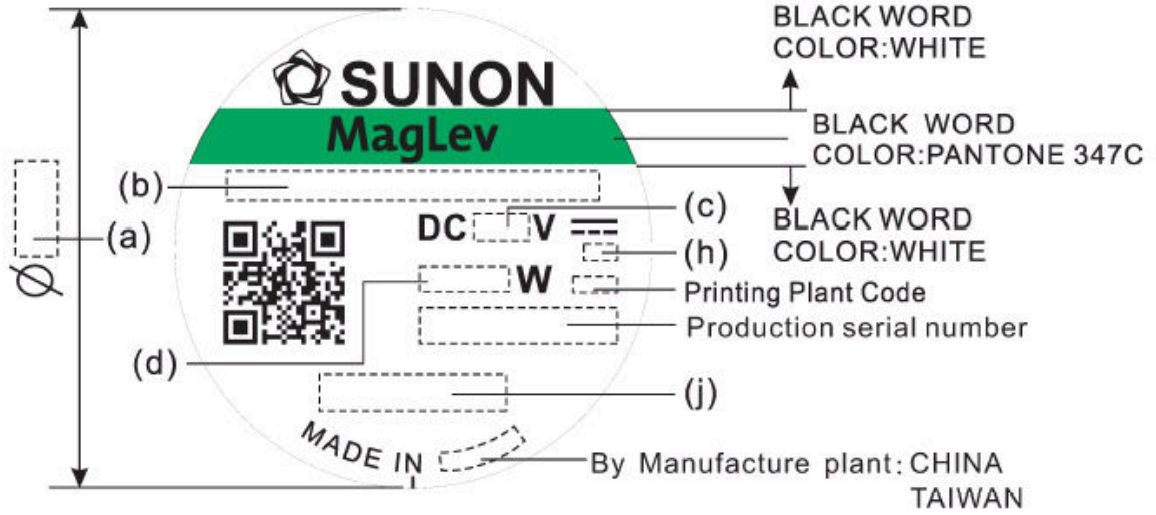 BLACK WORD
COLOR:WHITE
SUNON
MagLev
BLACK WORD
COLOR:PANTONE 347C
(b)
(c)
DC V
BLACK WORD
COLOR:WHITE
(a)
(h)
Ø
W
Printing Plant Code
Production serial number
(d)
(j)
MADE IN
By Manufacture plant: CHINA
TAIWAN